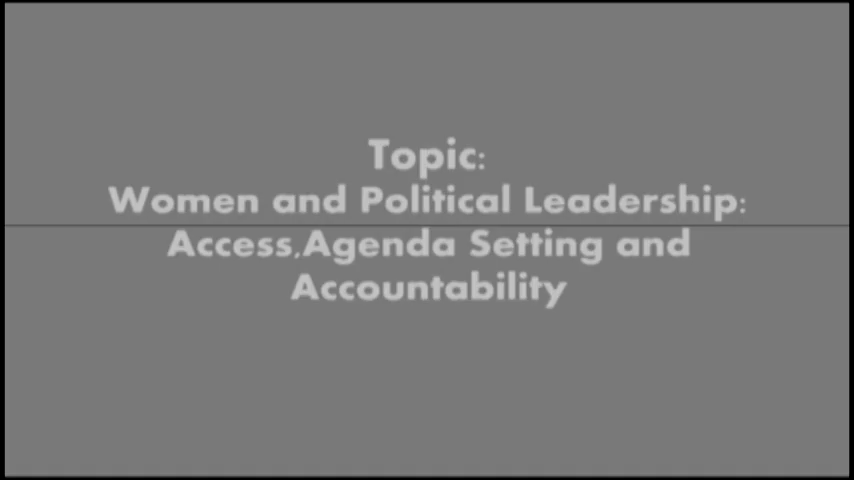 Topic:
Women and Political Leadership:
Access,Agenda Setting and
Accountability